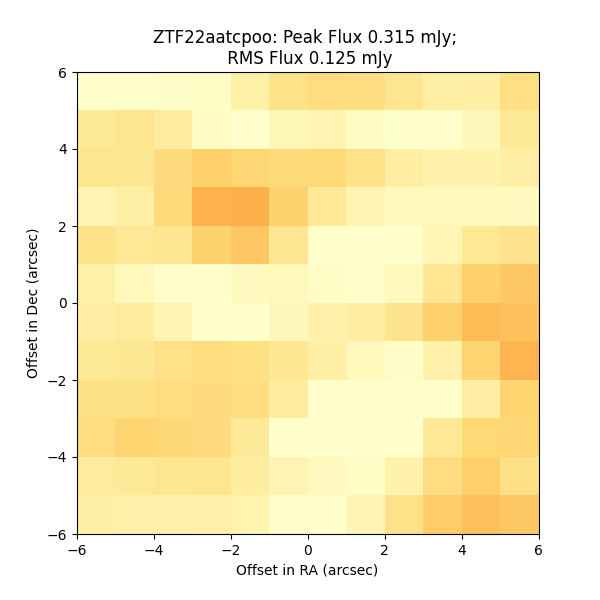 ZTF22aatcpoo: Peak Flux 0.315 mJy;
RMS Flux 0.125 mJy
6
4
2
0
−2
−4
−6
Offset in Dec (arcsec)
−6 −4 −2 0 2 4 6
Offset in RA (arcsec)